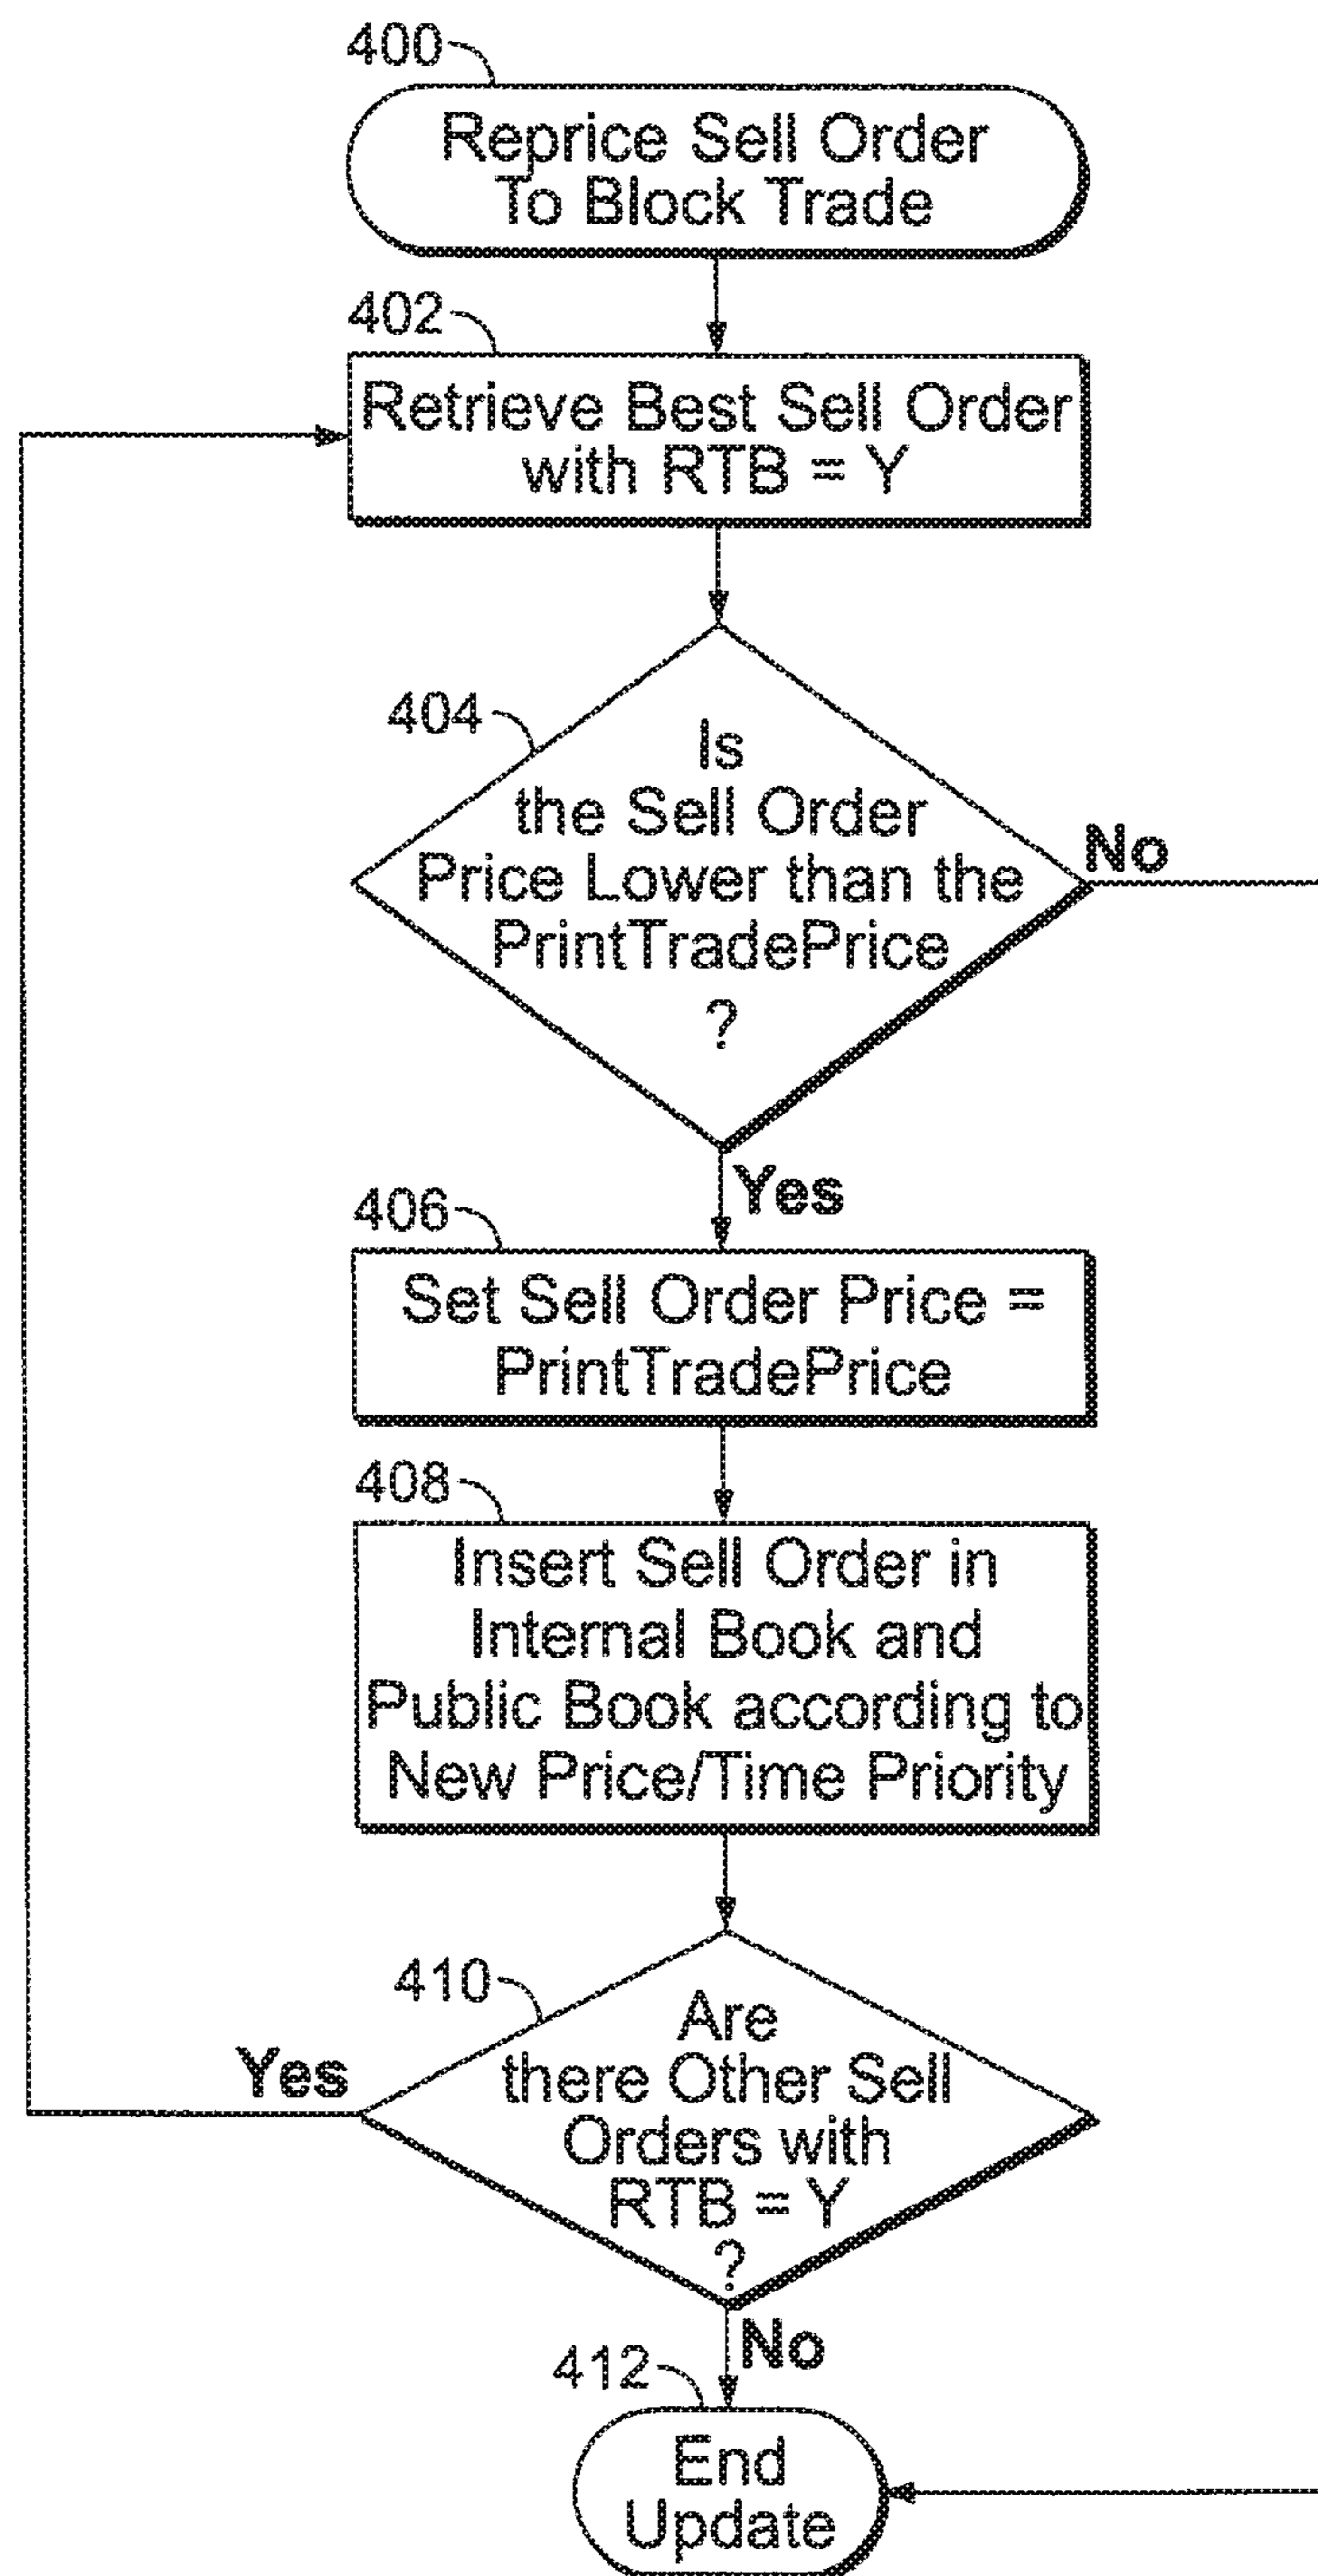 400
Reprice Sell Order
To Block Trade
402
Retrieve Best Sell Order
with RTB = Y
404
Is
the Sell Order
Price Lower than the
PrintTradePrice
?
No
Yes
406
Set Sell Order Price =
PrintTradePrice
408
Insert Sell Order in
Internal Book and
Public Book according to
New Price/Time Priority
410
Are
there Other Sell
Orders with
RTB = Y
?
Yes
No
412
End
Update